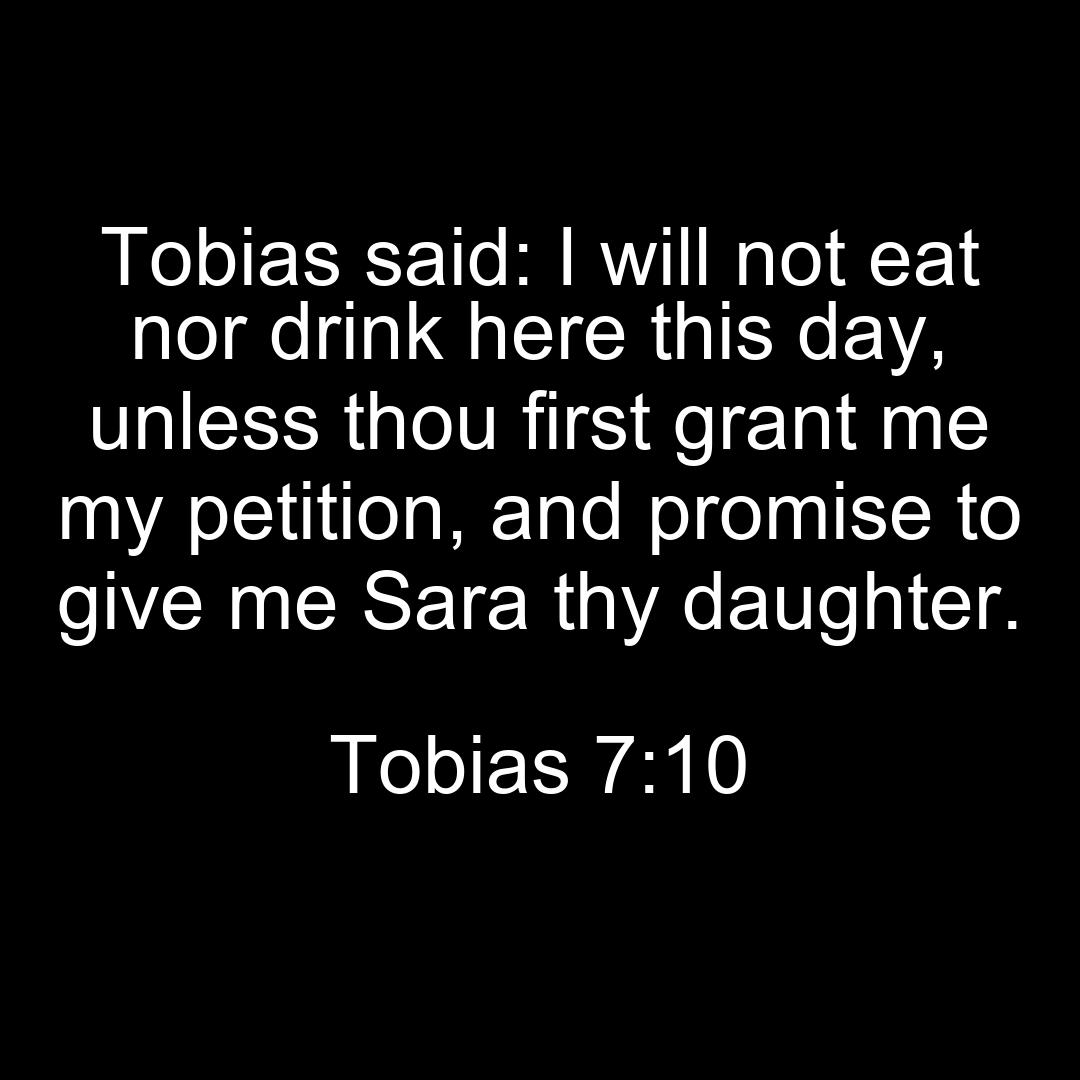 Tobias said: I will not eat
nor drink here this day,
unless thou first grant me
my petition, and promise to
give me Sara thy daughter.
Tobias 7:10